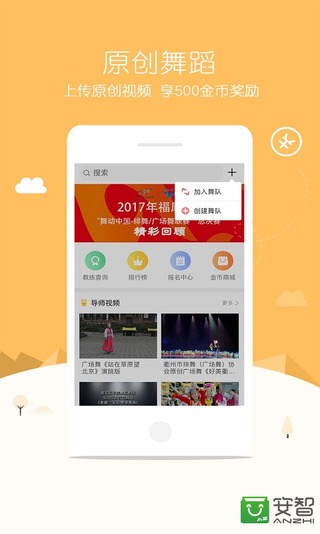 原创舞蹈
上传原创视频 享500金币奖励
搜索
加入舞队
创建舞队
2017年福
"舞动中国-排舞/广场舞联赛"总决赛
精彩回顾
教练查询
排行榜
报名中心
金币商城
导师视频
更多
广场舞《站在草原望
北京》演跳版
衢州市排舞（广场舞）协
会原创广场舞《好美衢...
安智
ANZHI